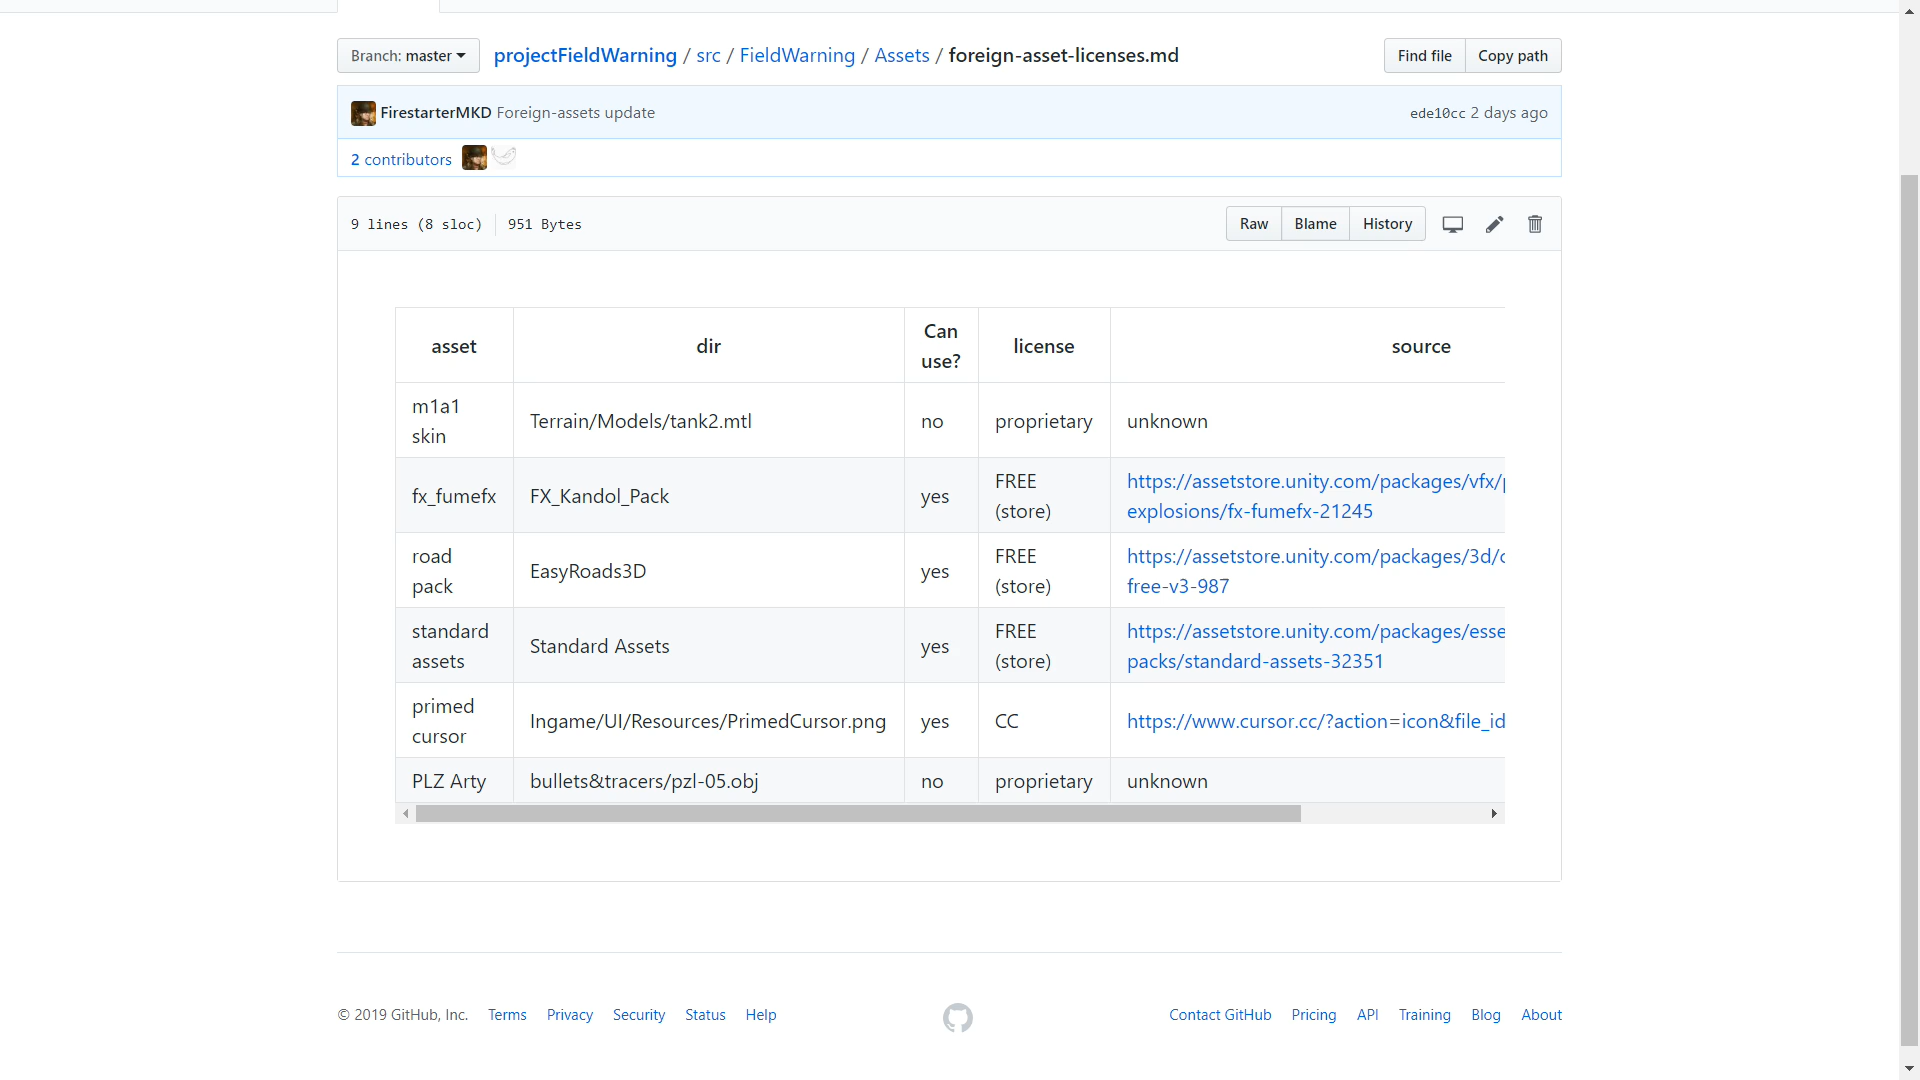 Branch: master
projectFieldWarning / src / FieldWarning / Assets / foreign-asset-licenses.md
Find file
Copy path
FirestarterMKD Foreign-assets update
ede10cc 2 days ago
2 contributors
9 lines (8 sloc)
951 Bytes
Raw
Blame
History
asset
dir
Can
use?
license
source
m1a1
skin
Terrain/Models/tank2.mtl
no
proprietary
unknown
fx_fumefx
FX_Kandol_Pack
yes
FREE
(store)
https://assetstore.unity.com/packages/vfx/
explosions/fx-fumefx-21245
road
pack
EasyRoads3D
yes
FREE
(store)
https://assetstore.unity.com/packages/3d/
free-v3-987
standard
assets
Standard Assets
yes
FREE
(store)
https://assetstore.unity.com/packages/esse
packs/standard-assets-32351
primed
cursor
Ingame/UI/Resources/PrimedCursor.png
yes
CC
https://www.cursor.cc/?action=icon&file_id
PLZ Arty
bullets&tracers/pzl-05.obj
no
proprietary
unknown
© 2019 GitHub, Inc.
Terms
Privacy
Security
Status
Help
Contact GitHub
Pricing
API
Training
Blog
About